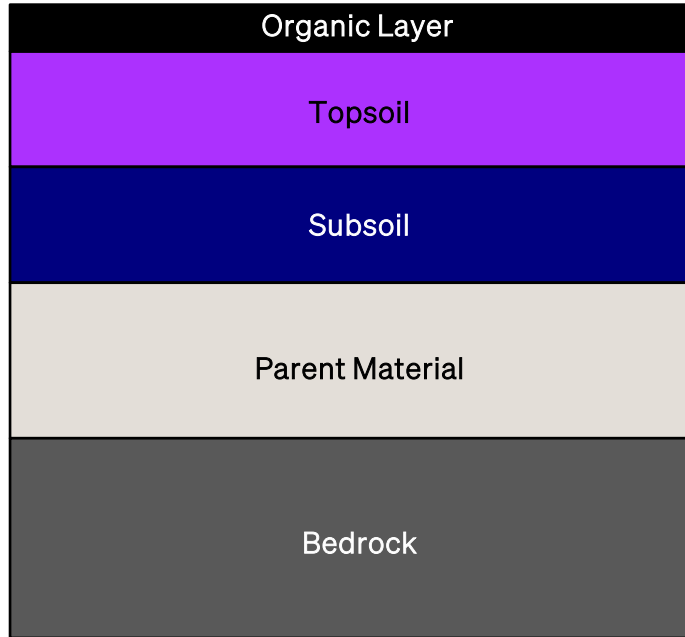 Organic Layer
Topsoil
Subsoil
Parent Material
Bedrock